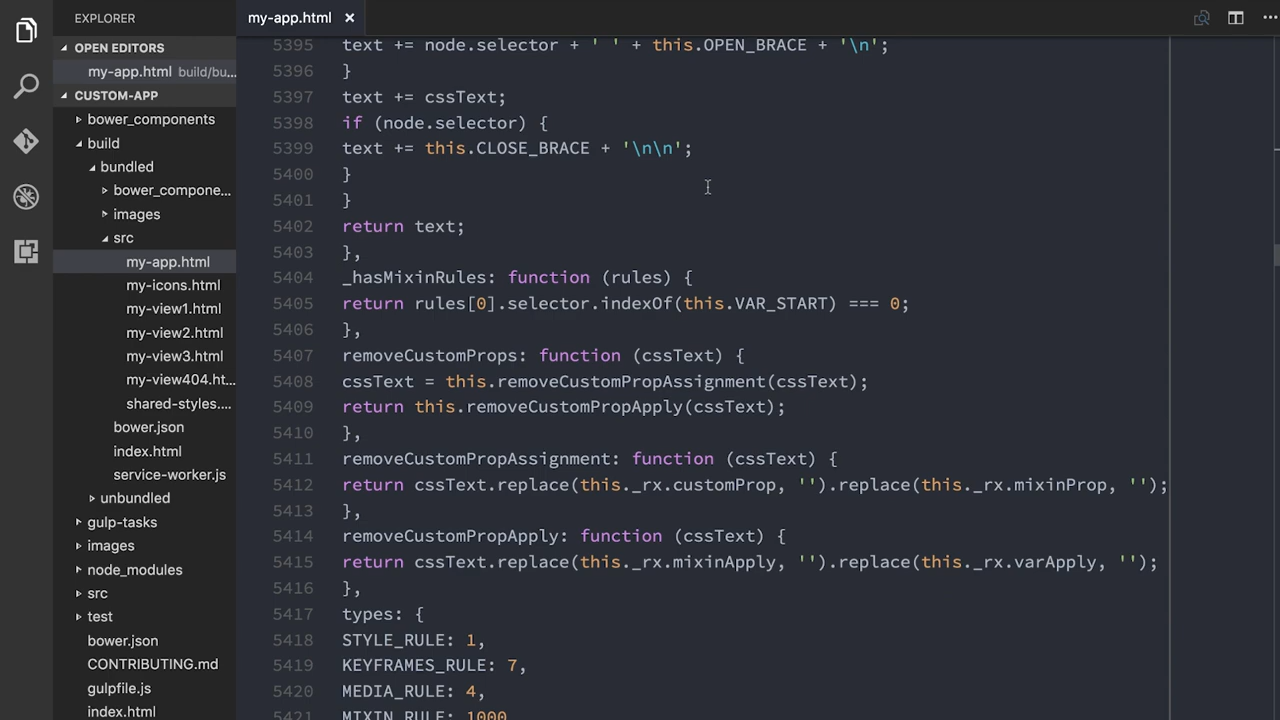 EXPLORER
OPEN EDITORS
my-app.html build/bu...
CUSTOM-APP
bower_components
build
bundled
bower_compone...
images
src
my-app.html
my-icons.html
my-view1.html
my-view2.html
my-view3.html
my-view404.ht...
shared-styles....
bower.json
index.html
service-worker.js
unbundled
gulp-tasks
images
node_modules
src
test
bower.json
CONTRIBUTING.md
gulpfile.js
index.html
my-app.html
5395 text += node.selector + ' ' + this.OPEN_BRACE + '\n';
5396 }
5397 text += cssText;
5398 if (node.selector) {
5399 text += this.CLOSE_BRACE + '\n\n';
5400 }
5401 }
5402 return text;
5403 },
5404 _hasMixinRules: function (rules) {
5405 return rules[0].selector.indexOf(this.VAR_START) === 0;
5406 },
5407 removeCustomProps: function (cssText) {
5408 cssText = this.removeCustomPropAssignment(cssText);
5409 return this.removeCustomPropApply(cssText);
5410 },
5411 removeCustomPropAssignment: function (cssText) {
5412 return cssText.replace(this._rx.customProp, '').replace(this._rx.mixinProp, '');
5413 },
5414 removeCustomPropApply: function (cssText) {
5415 return cssText.replace(this._rx.mixinApply, '').replace(this._rx.varApply, '');
5416 },
5417 types: {
5418 STYLE_RULE: 1,
5419 KEYFRAMES_RULE: 7,
5420 MEDIA_RULE: 4,
5421 MIXIN_RULE: 1000